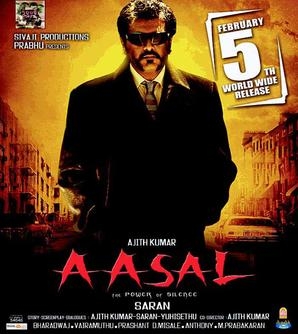 SIVAJI PRODUCTIONS
PRABHU PRESENTS
FEBRUARY
5TH
WORLD WIDE
RELEASE
AJITH KUMAR
AASAL
THE POWER OF SILENCE
SARAN
STORY-SCREENPLAY-DIALOGUES - AJITH KUMAR-SARAN-YUHISETHU CO-DIRECTOR - AJITH KUMAR
BHARADWAJ - VAIRAMUTHU - PRASHANT D.MISALE - ANTHONY - M.PRABAKARAN